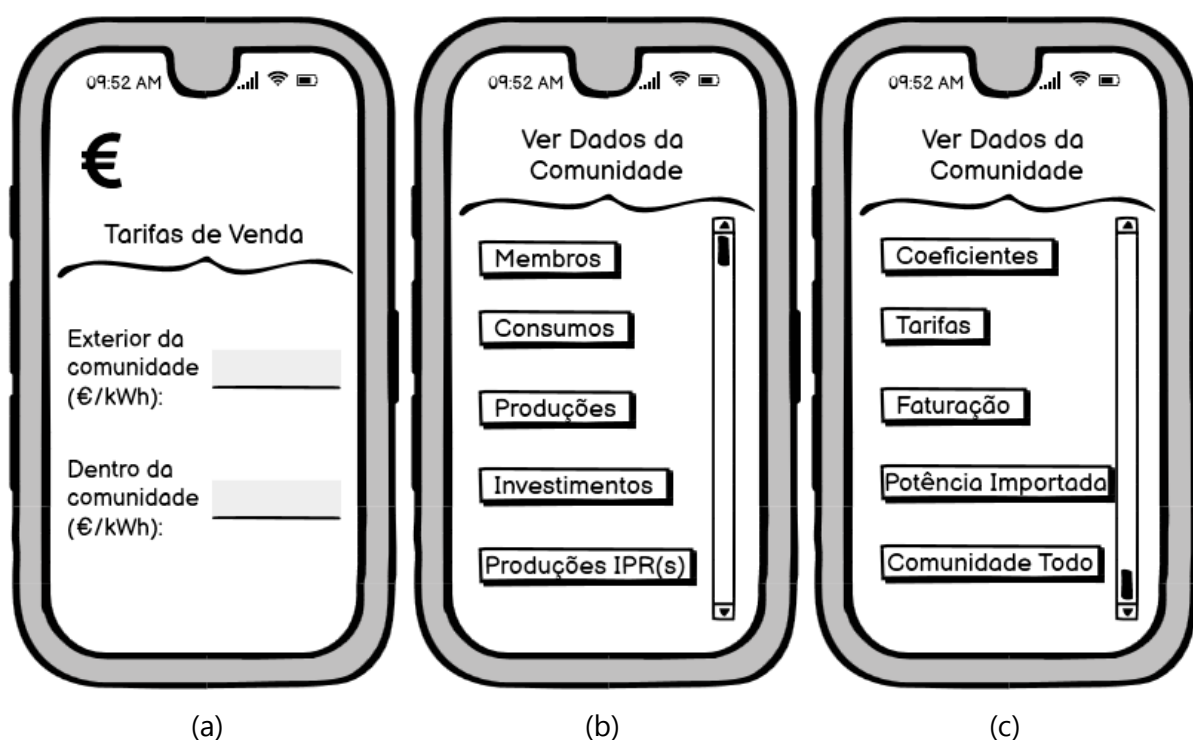 09:52 AM
€
Tarifas de Venda
Exterior da
comunidade
(€/kWh):
Dentro da
comunidade
(€/kWh):
(a)
09:52 AM
Ver Dados da
Comunidade
Membros
Consumos
Produções
Investimentos
Produções IPR(s)
(b)
09:52 AM
Ver Dados da
Comunidade
Coeficientes
Tarifas
Faturação
Potência Importada
Comunidade Todo
(c)